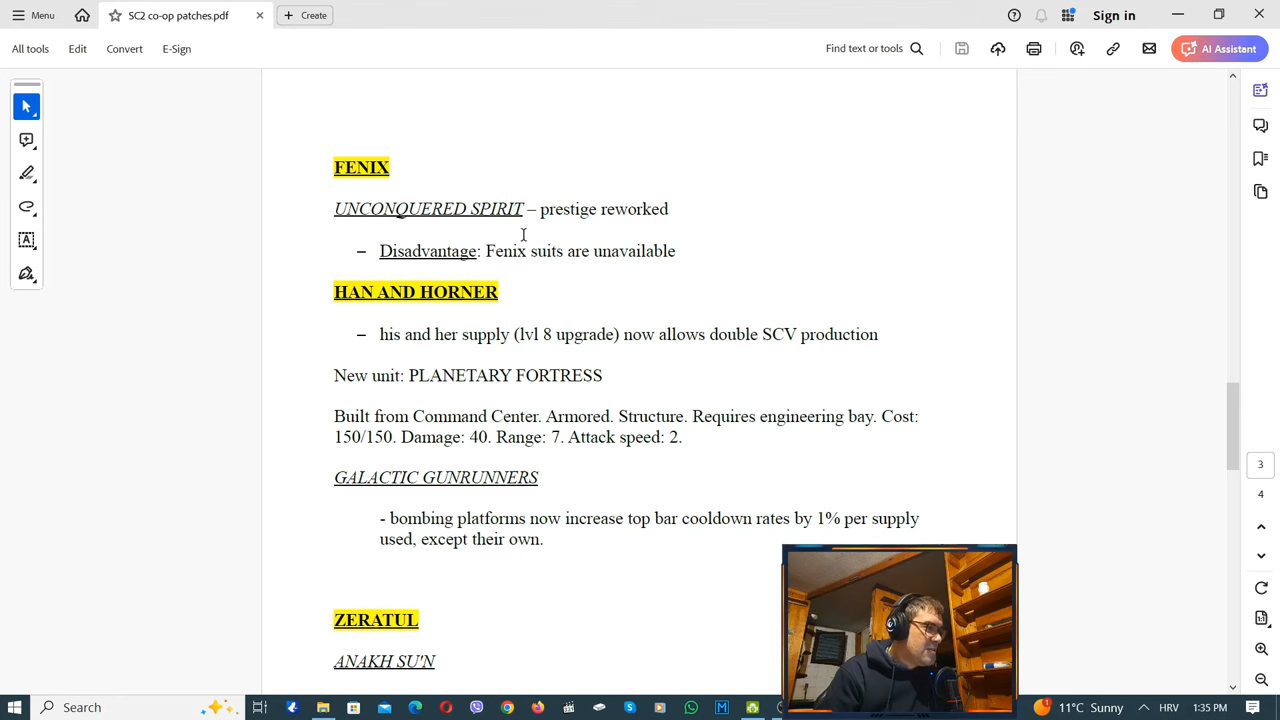 Menu
SC2 co-op patches.pdf
Create
Sign in
All tools
Edit
Convert
E-Sign
Find text or tools
AI Assistant
FENIX
UNCONQUERED SPIRIT – prestige reworked
– Disadvantage: Fenix suits are unavailable
HAN AND HORNER
– his and her supply (lvl 8 upgrade) now allows double SCV production
New unit: PLANETARY FORTRESS
Built from Command Center. Armored. Structure. Requires engineering bay. Cost:
150/150. Damage: 40. Range: 7. Attack speed: 2.
GALACTIC GUNRUNNERS
- bombing platforms now increase top bar cooldown rates by 1% per supply
used, except their own.
ZERATUL
ANAKH SU'N
3
4
Search
11°C Sunny
HRV
1:35 PM